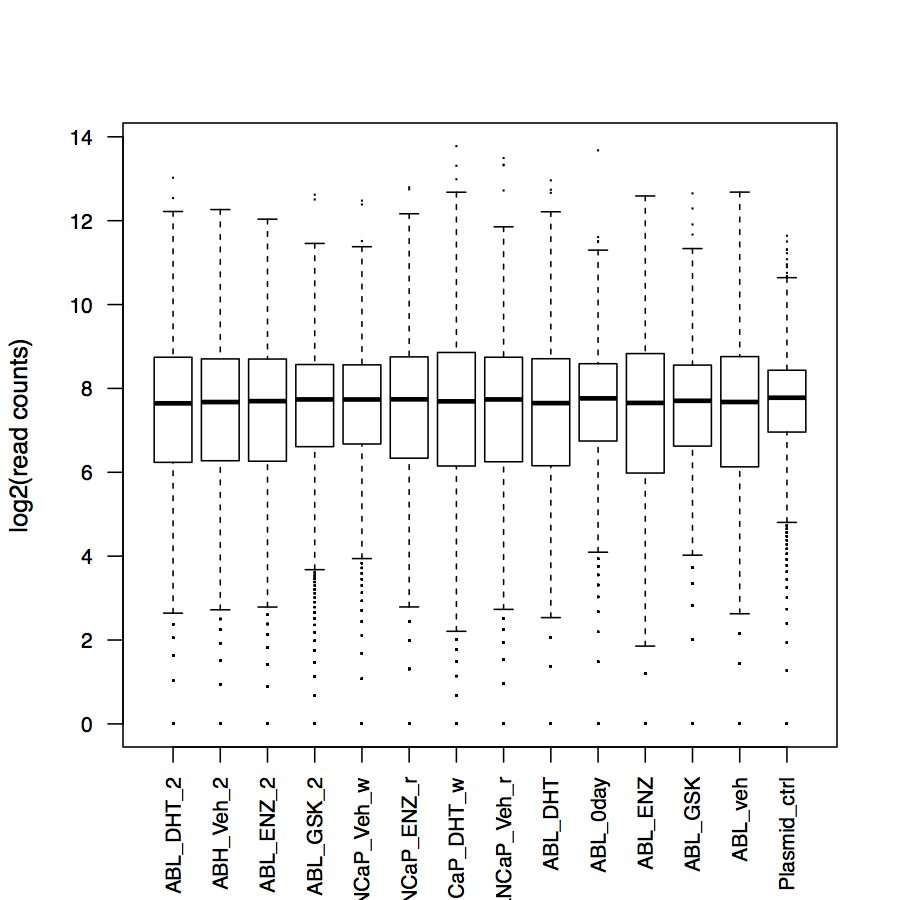 log2(read counts)
14
12
10
8
6
4
2
0
ABL_DHT_2
ABH_Veh_2
ABL_ENZ_2
ABL_GSK_2
NCaP_Veh_w
NCaP_ENZ_r
CaP_DHT_w
NCaP_Veh_r
ABL_DHT
ABL_0day
ABL_ENZ
ABL_GSK
ABL_veh
Plasmid_ctrl